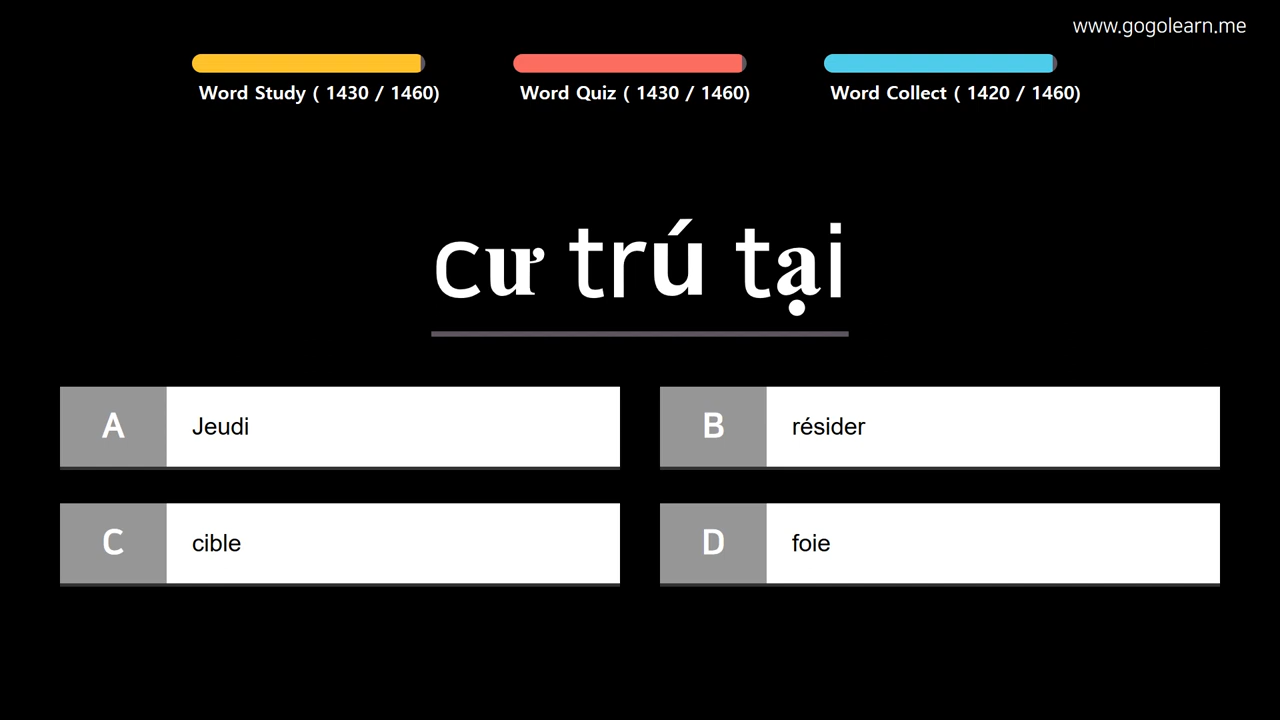 www.gogolearn.me
Word Study ( 1430 / 1460)
Word Quiz ( 1430 / 1460)
Word Collect ( 1420 / 1460)
cư trú tại
A Jeudi
B résider
C cible
D foie